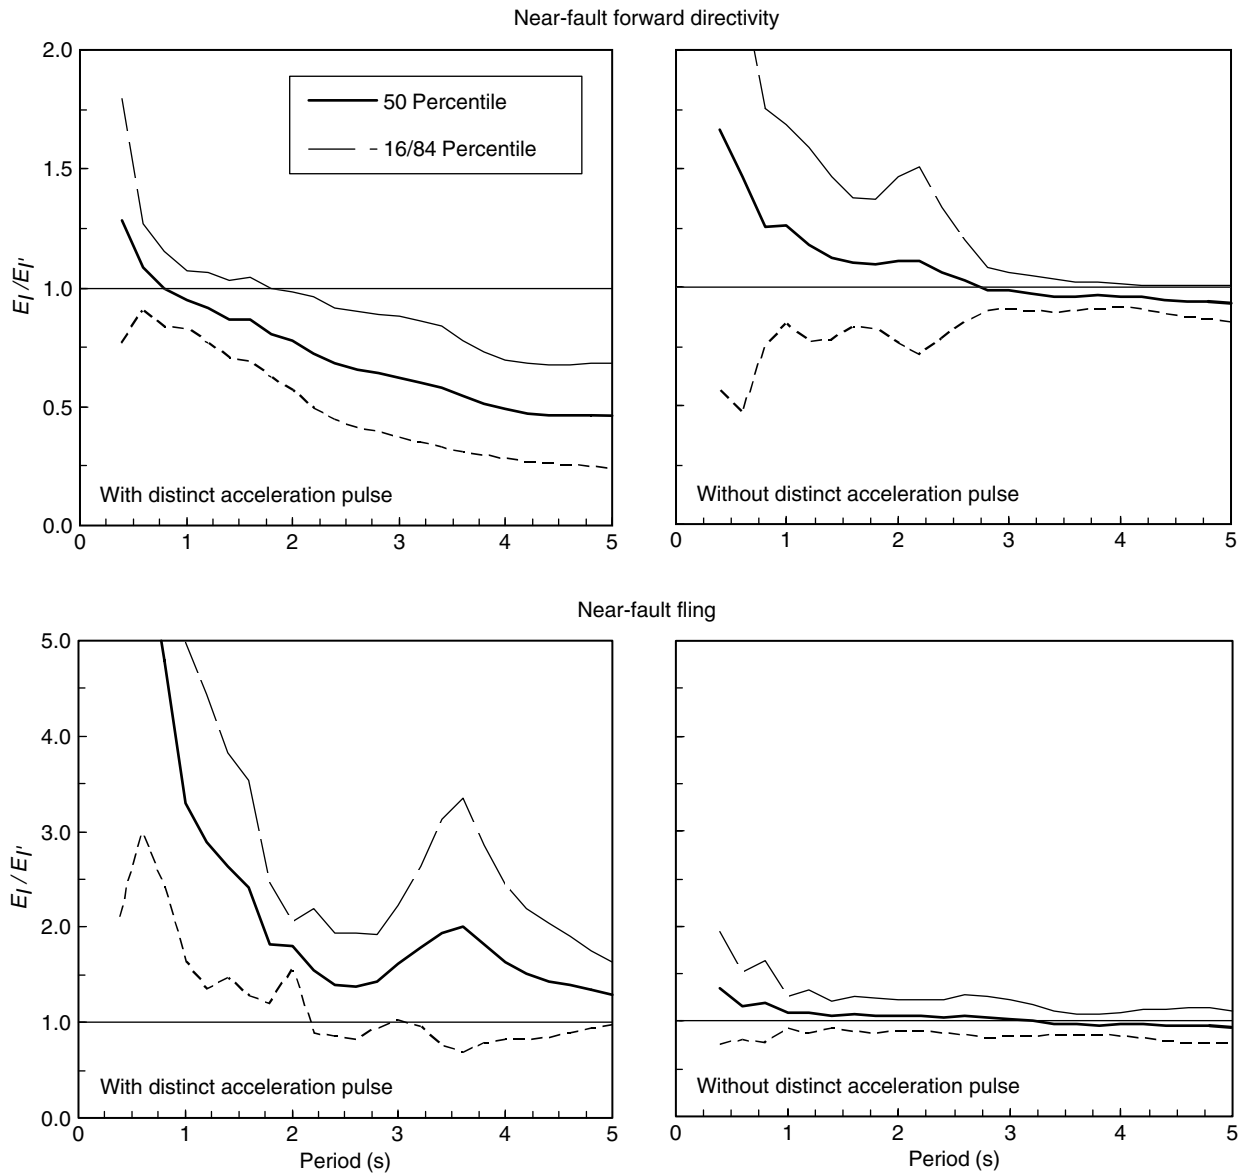 Near-fault forward directivity
2.0
1.5
1.0
0.5
0.0
E_I/E_I'
50 Percentile
16/84 Percentile
With distinct acceleration pulse
0 1 2 3 4 5
Without distinct acceleration pulse
0 1 2 3 4 5
Near-fault fling
5.0
4.0
3.0
2.0
1.0
0.0
E_I / E_I'
With distinct acceleration pulse
0 1 2 3 4 5
Period (s)
Without distinct acceleration pulse
0 1 2 3 4 5
Period (s)